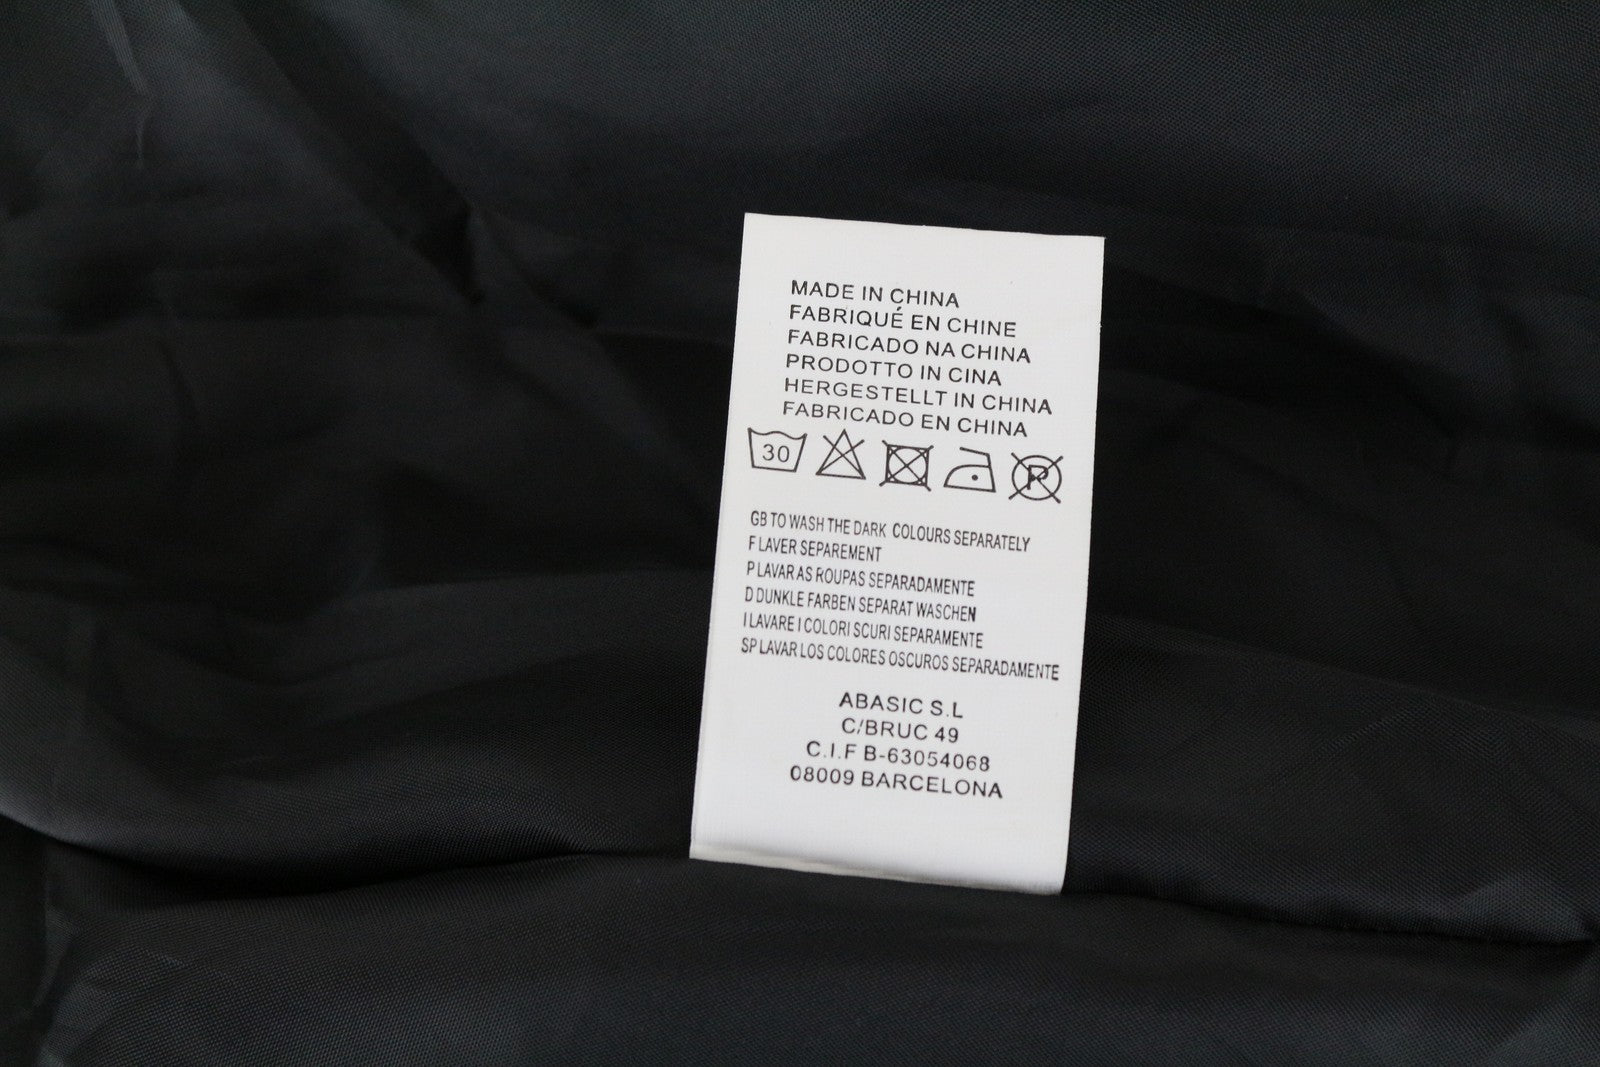 MADE IN CHINA
FABRIQUÉ EN CHINE
FABRICADO NA CHINA
PRODOTTO IN CINA
HERGESTELLT IN CHINA
FABRICADO EN CHINA
30 P
GB TO WASH THE DARK COLOURS SEPARATELY
F LAVER SEPAREMENT
P LAVAR AS ROUPAS SEPARADAMENTE
D DUNKLE FARBEN SEPARAT WASCHEN
I LAVARE I COLORI SCURI SEPARAMENTE
SP LAVAR LOS COLORES OSCUROS SEPARADAMENTE
ABASIC S.L
C/BRUC 49
C.I.F B-63054068
08009 BARCELONA